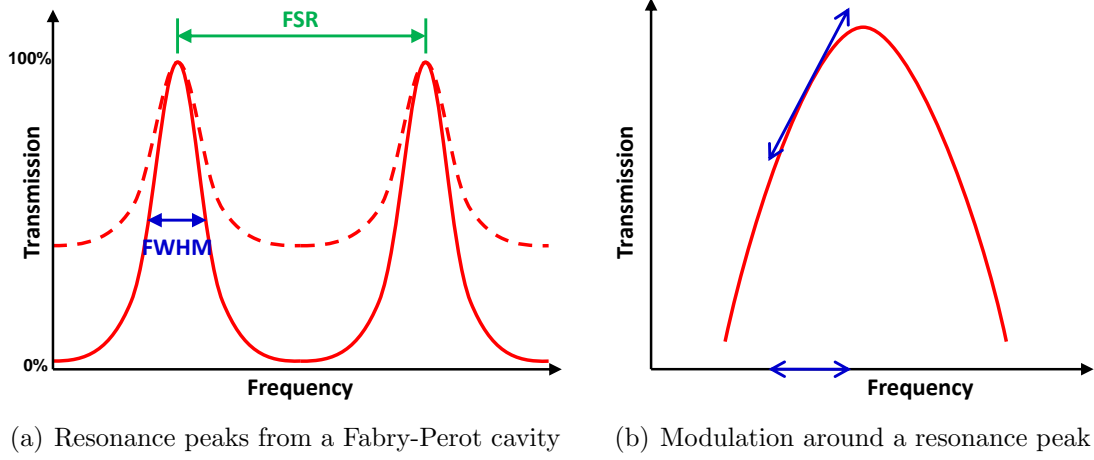 FSR
100%
Transmission
FWHM
0%
Frequency
Transmission
Frequency
(a) Resonance peaks from a Fabry-Perot cavity
(b) Modulation around a resonance peak